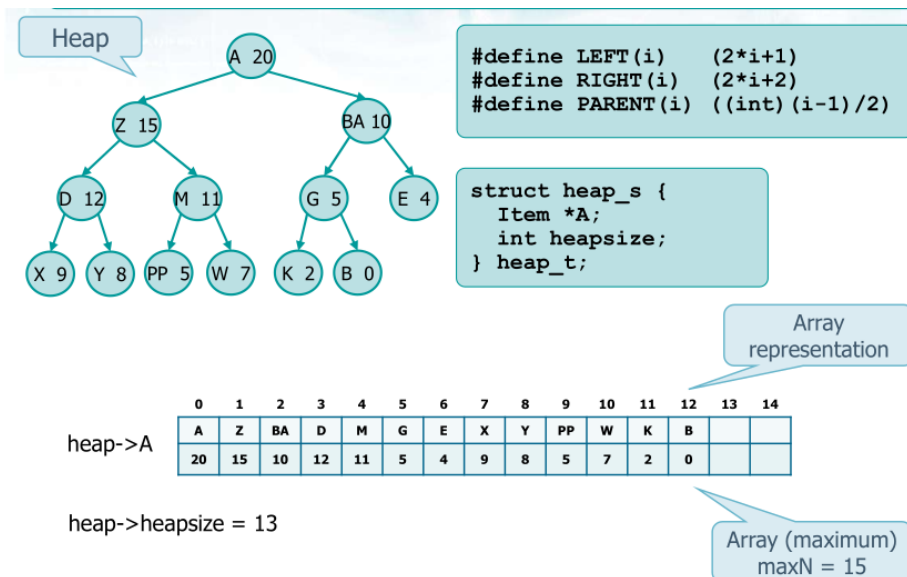 Heap
A 20
Z 15
BA 10
D 12
M 11
G 5
E 4
X 9
Y 8
PP 5
W 7
K 2
B 0
#define LEFT(i) (2*i+1)
#define RIGHT(i) (2*i+2)
#define PARENT(i) ((int)(i-1)/2)
struct heap_s {
Item *A;
int heapsize;
} heap_t;
Array
representation
0 1 2 3 4 5 6 7 8 9 10 11 12 13 14
heap->A
A Z BA D M G E X Y PP W K B
20 15 10 12 11 5 4 9 8 5 7 2 0
heap->heapsize = 13
Array (maximum)
maxN = 15